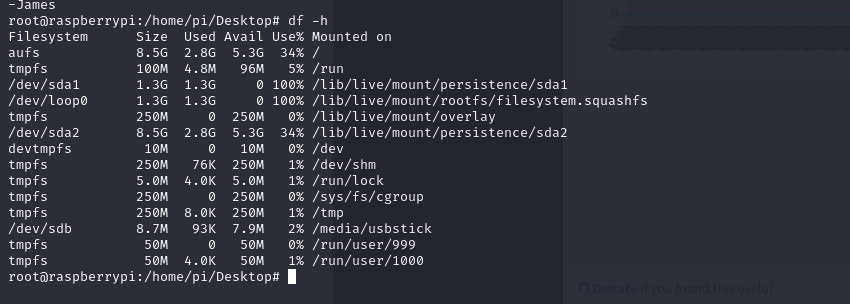 -James
root@raspberrypi:/home/pi/Desktop# df -h
Filesystem      Size  Used Avail Use% Mounted on
aufs            8.5G  2.8G  5.3G  34% /
tmpfs           100M  4.8M   96M   5% /run
/dev/sda1       1.3G  1.3G     0 100% /lib/live/mount/persistence/sda1
/dev/loop0      1.3G  1.3G     0 100% /lib/live/mount/rootfs/filesystem.squashfs
tmpfs           250M     0  250M   0% /lib/live/mount/overlay
/dev/sda2       8.5G  2.8G  5.3G  34% /lib/live/mount/persistence/sda2
devtmpfs         10M     0   10M   0% /dev
tmpfs           250M   76K  250M   1% /dev/shm
tmpfs           5.0M  4.0K  5.0M   1% /run/lock
tmpfs           250M     0  250M   0% /sys/fs/cgroup
tmpfs           250M  8.0K  250M   1% /tmp
/dev/sdb        8.7M   93K  7.9M   2% /media/usbstick
tmpfs            50M     0   50M   0% /run/user/999
tmpfs            50M  4.0K   50M   1% /run/user/1000
root@raspberrypi:/home/pi/Desktop#
Donate if you found this useful